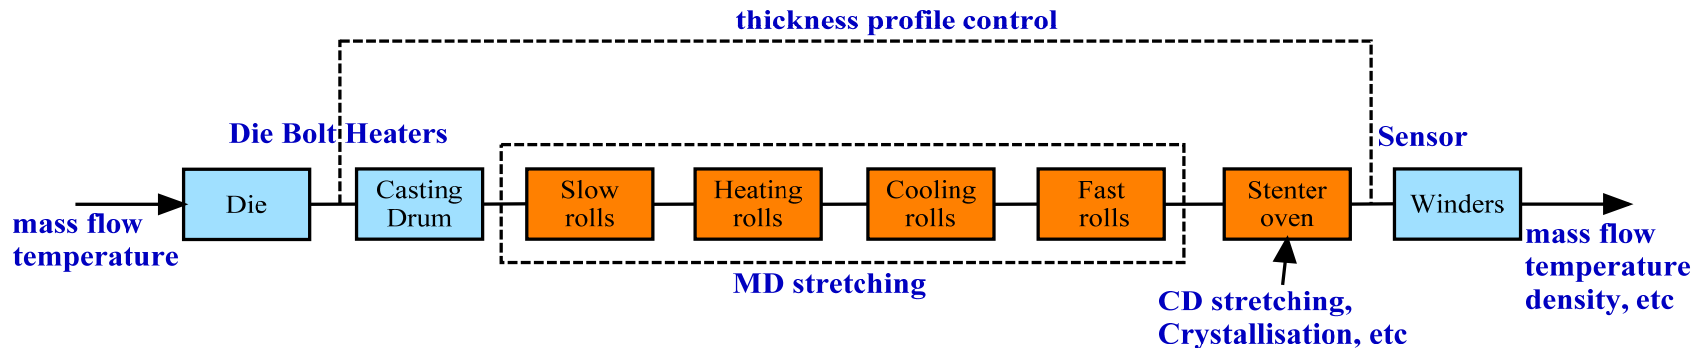 thickness profile control
Die Bolt Heaters
Sensor
mass flow
temperature
Die
Casting
Drum
Slow
rolls
Heating
rolls
Cooling
rolls
Fast
rolls
Stenter
oven
Winders
MD stretching
CD stretching,
Crystallisation, etc
mass flow
temperature
density, etc